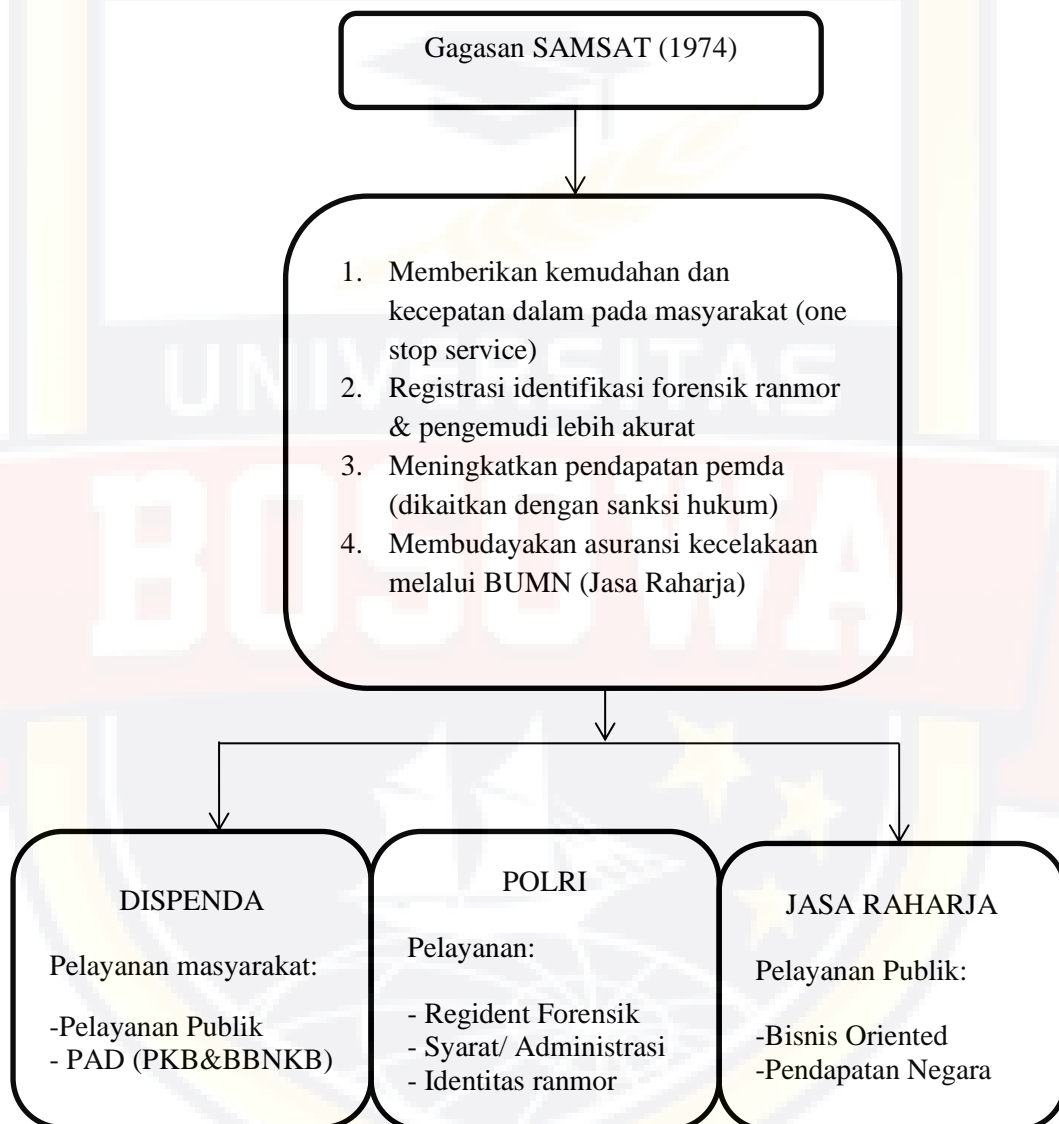 Gagasan SAMSAT (1974)
1. Memberikan kemudahan dan
kecepatan dalam pada masyarakat (one
stop service)
2. Registrasi identifikasi forensik ranmor
& pengemudi lebih akurat
3. Meningkatkan pendapatan pemda
(dikaitkan dengan sanksi hukum)
4. Membudayakan asuransi kecelakaan
melalui BUMN (Jasa Raharja)
UNIVERSITAS
BOSOWA
DISPENDA
Pelayanan masyarakat:
-Pelayanan Publik
- PAD (PKB&BBNKB)
POLRI
Pelayanan:
- Regident Forensik
- Syarat/ Administrasi
- Identitas ranmor
JASA RAHARJA
Pelayanan Publik:
-Bisnis Oriented
-Pendapatan Negara